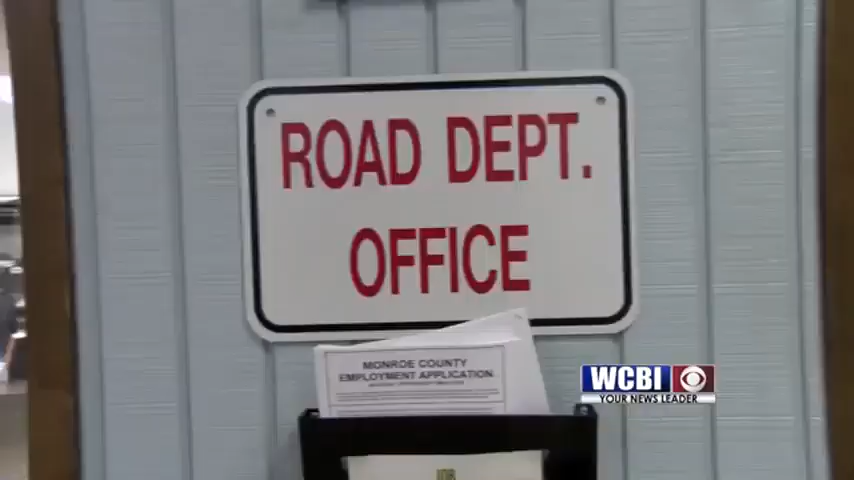 ROAD DEPT.
OFFICE
MONROE COUNTY
EMPLOYMENT APPLICATION
WCBI
YOUR NEWS LEADER